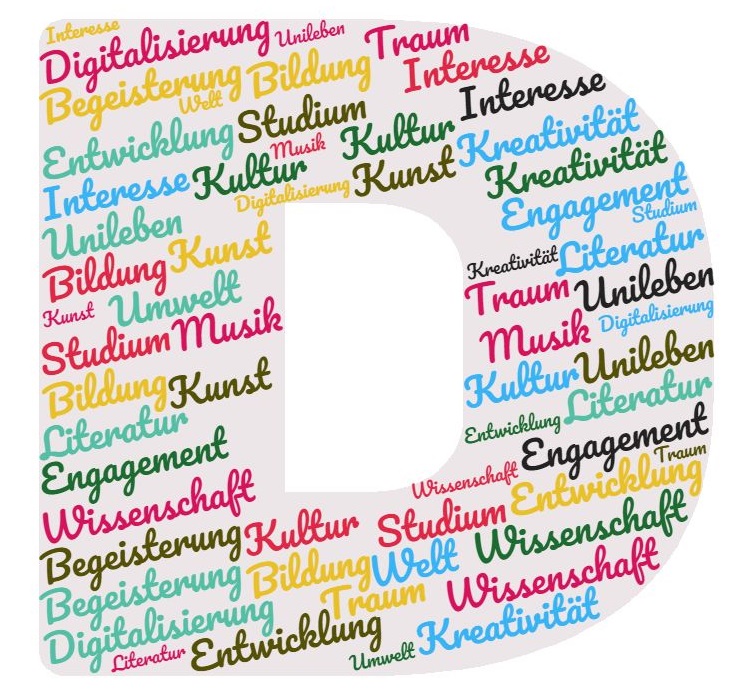 Interesse
Digitalisierung Unileben Traum
Begeisterung Welt Bildung Interesse
Interesse
Entwicklung Studium Musik Kultur Kreativität
Interesse Kultur Digitalisierung Kunst Kreativität
Engagement Studium
Unileben Kunst
Kreativität Literatur
Bildung
Kunst Umwelt Traum Unileben
Studium Musik Musik Digitalisierung
Bildung Kunst Kultur Unileben
Literatur Entwicklung Literatur
Engagement Engagement Traum
Wissenschaft Wissenschaft Entwicklung
Begeisterung Kultur Studium Wissenschaft
Begeisterung Bildung Welt Wissenschaft
Digitalisierung Traum
Literatur Entwicklung Umwelt Kreativität